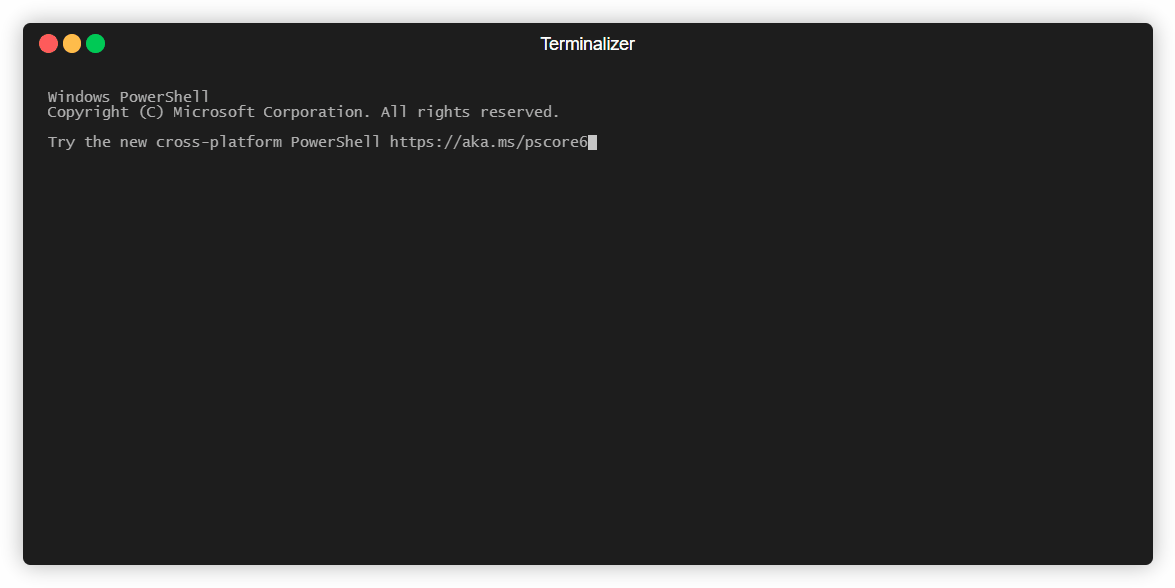 Terminalizer
Windows PowerShell
Copyright (C) Microsoft Corporation. All rights reserved.
Try the new cross-platform PowerShell https://aka.ms/pscore6